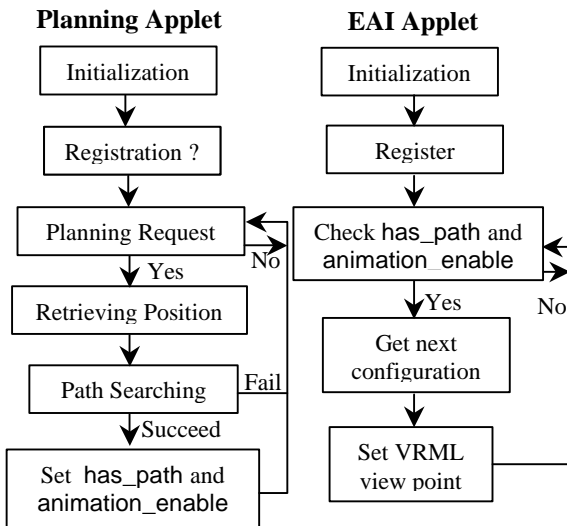 Planning Applet
Initialization
Registration ?
Planning Request
No
Yes
Retrieving Position
Path Searching
Fail
Succeed
Set has_path and
animation_enable
EAI Applet
Initialization
Register
Check has_path and
animation_enable
Yes
No
Get next
configuration
Set VRML
view point